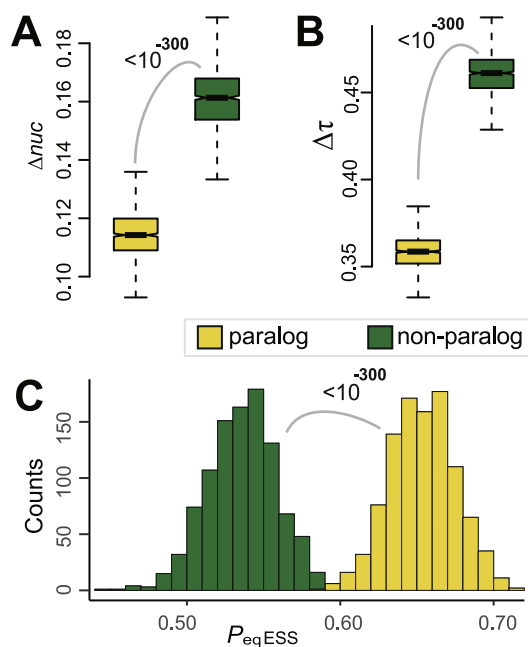 A
<10^-300
Δnuc
0.18
0.16
0.14
0.12
0.10
B
<10^-300
Δτ
0.45
0.40
0.35
paralog
non-paralog
C
<10^-300
Counts
150
100
50
0
0.50
0.60
0.70
P_eqESS